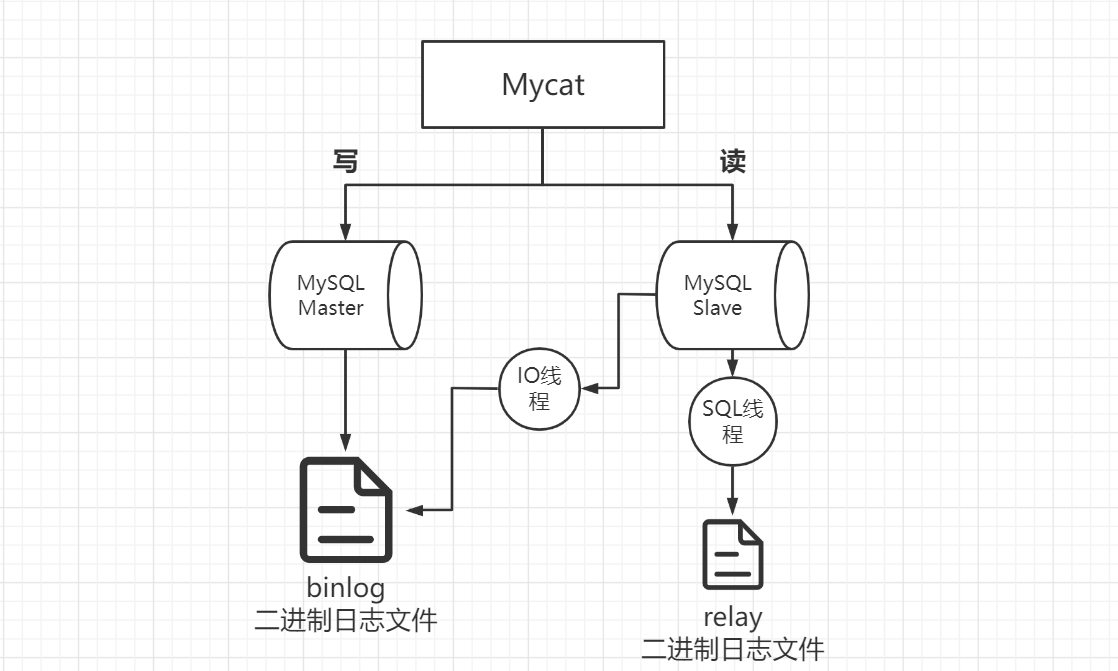 Mycat
写
读
MySQL
Master
MySQL
Slave
IO线
程
SQL线
程
binlog
二进制日志文件
relay
二进制日志文件